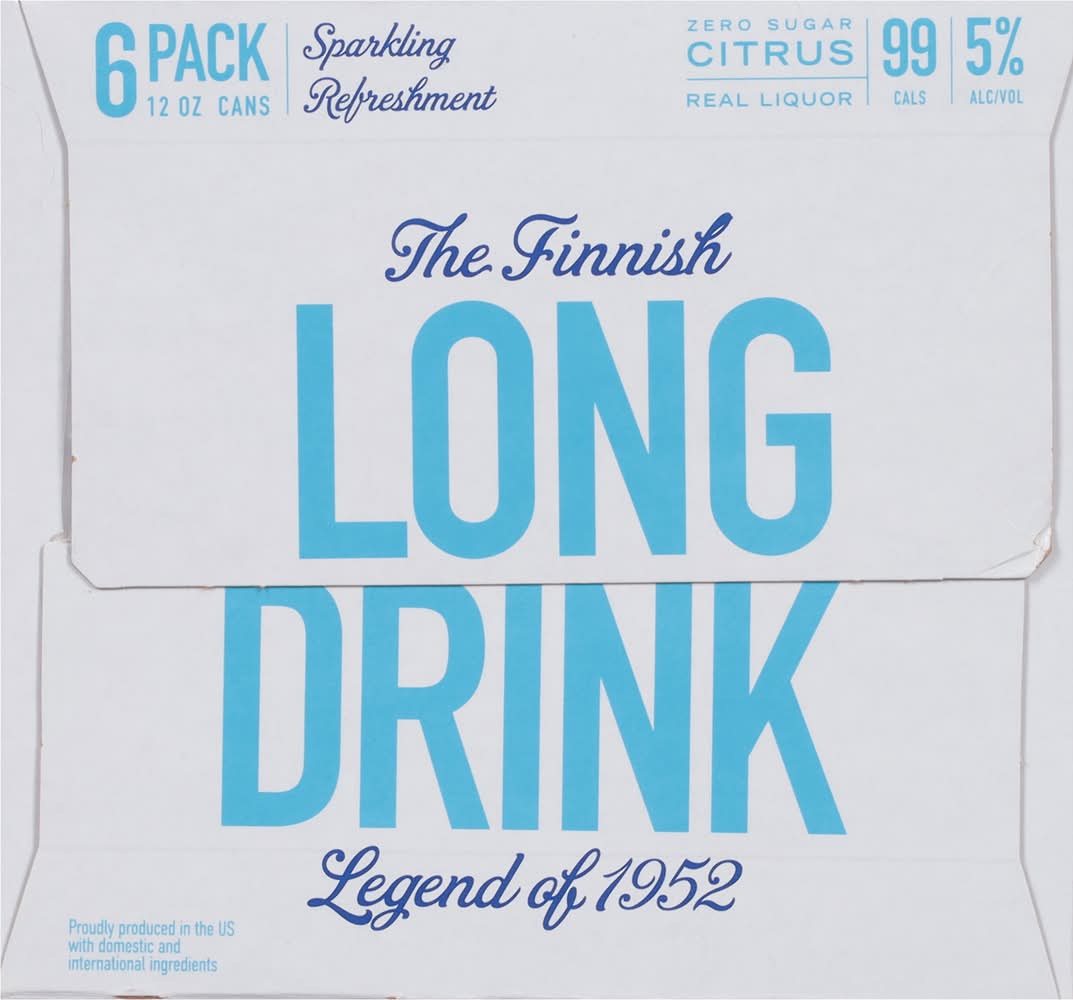 6 PACK
12 OZ CANS
Sparkling
Refreshment
ZERO SUGAR
CITRUS
REAL LIQUOR
99
CALS
5%
ALC/VOL
The Finnish
LONG
DRINK
Legend of 1952
Proudly produced in the US
with domestic and
international ingredients